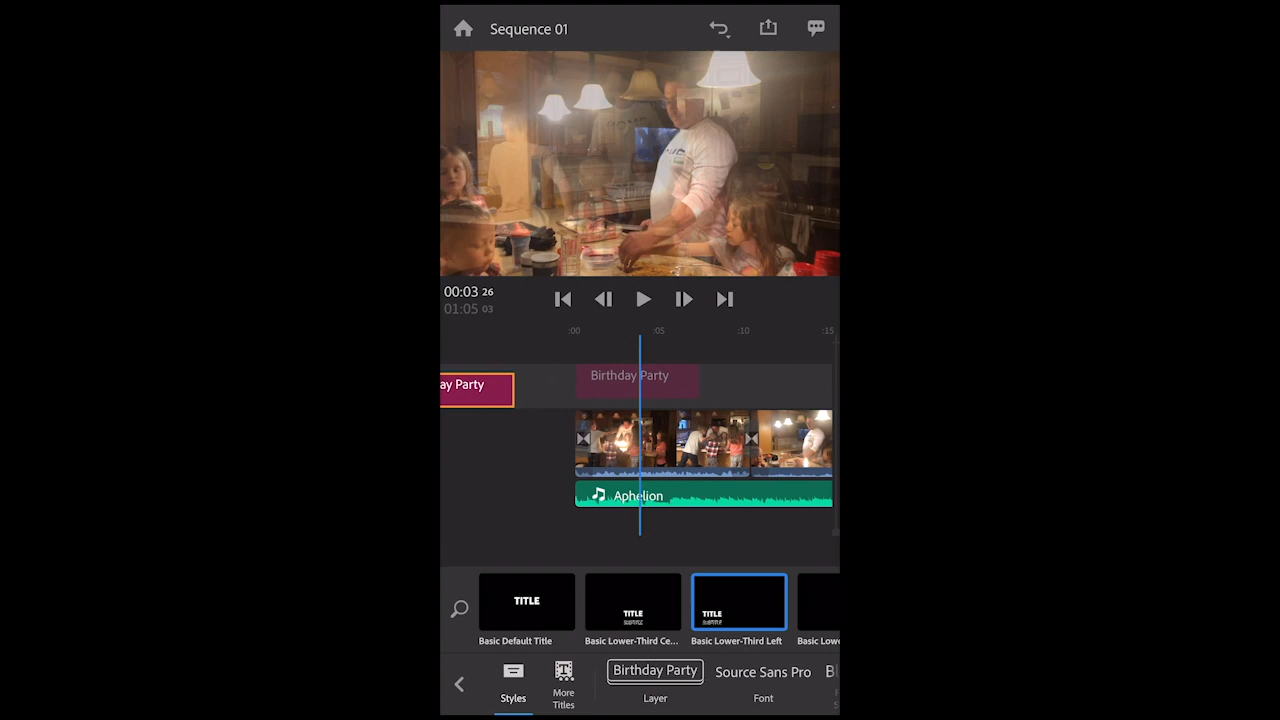 Sequence 01
00:03 26
01:05 03
:00 :05 :10 :15
ay Party
Birthday Party
Aphelion
TITLE
TITLE
TITLE
Basic Default Title
Basic Lower-Third Ce...
Basic Lower-Third Left
Basic Low
Birthday Party
Source Sans Pro
Styles
More
Titles
Layer
Font